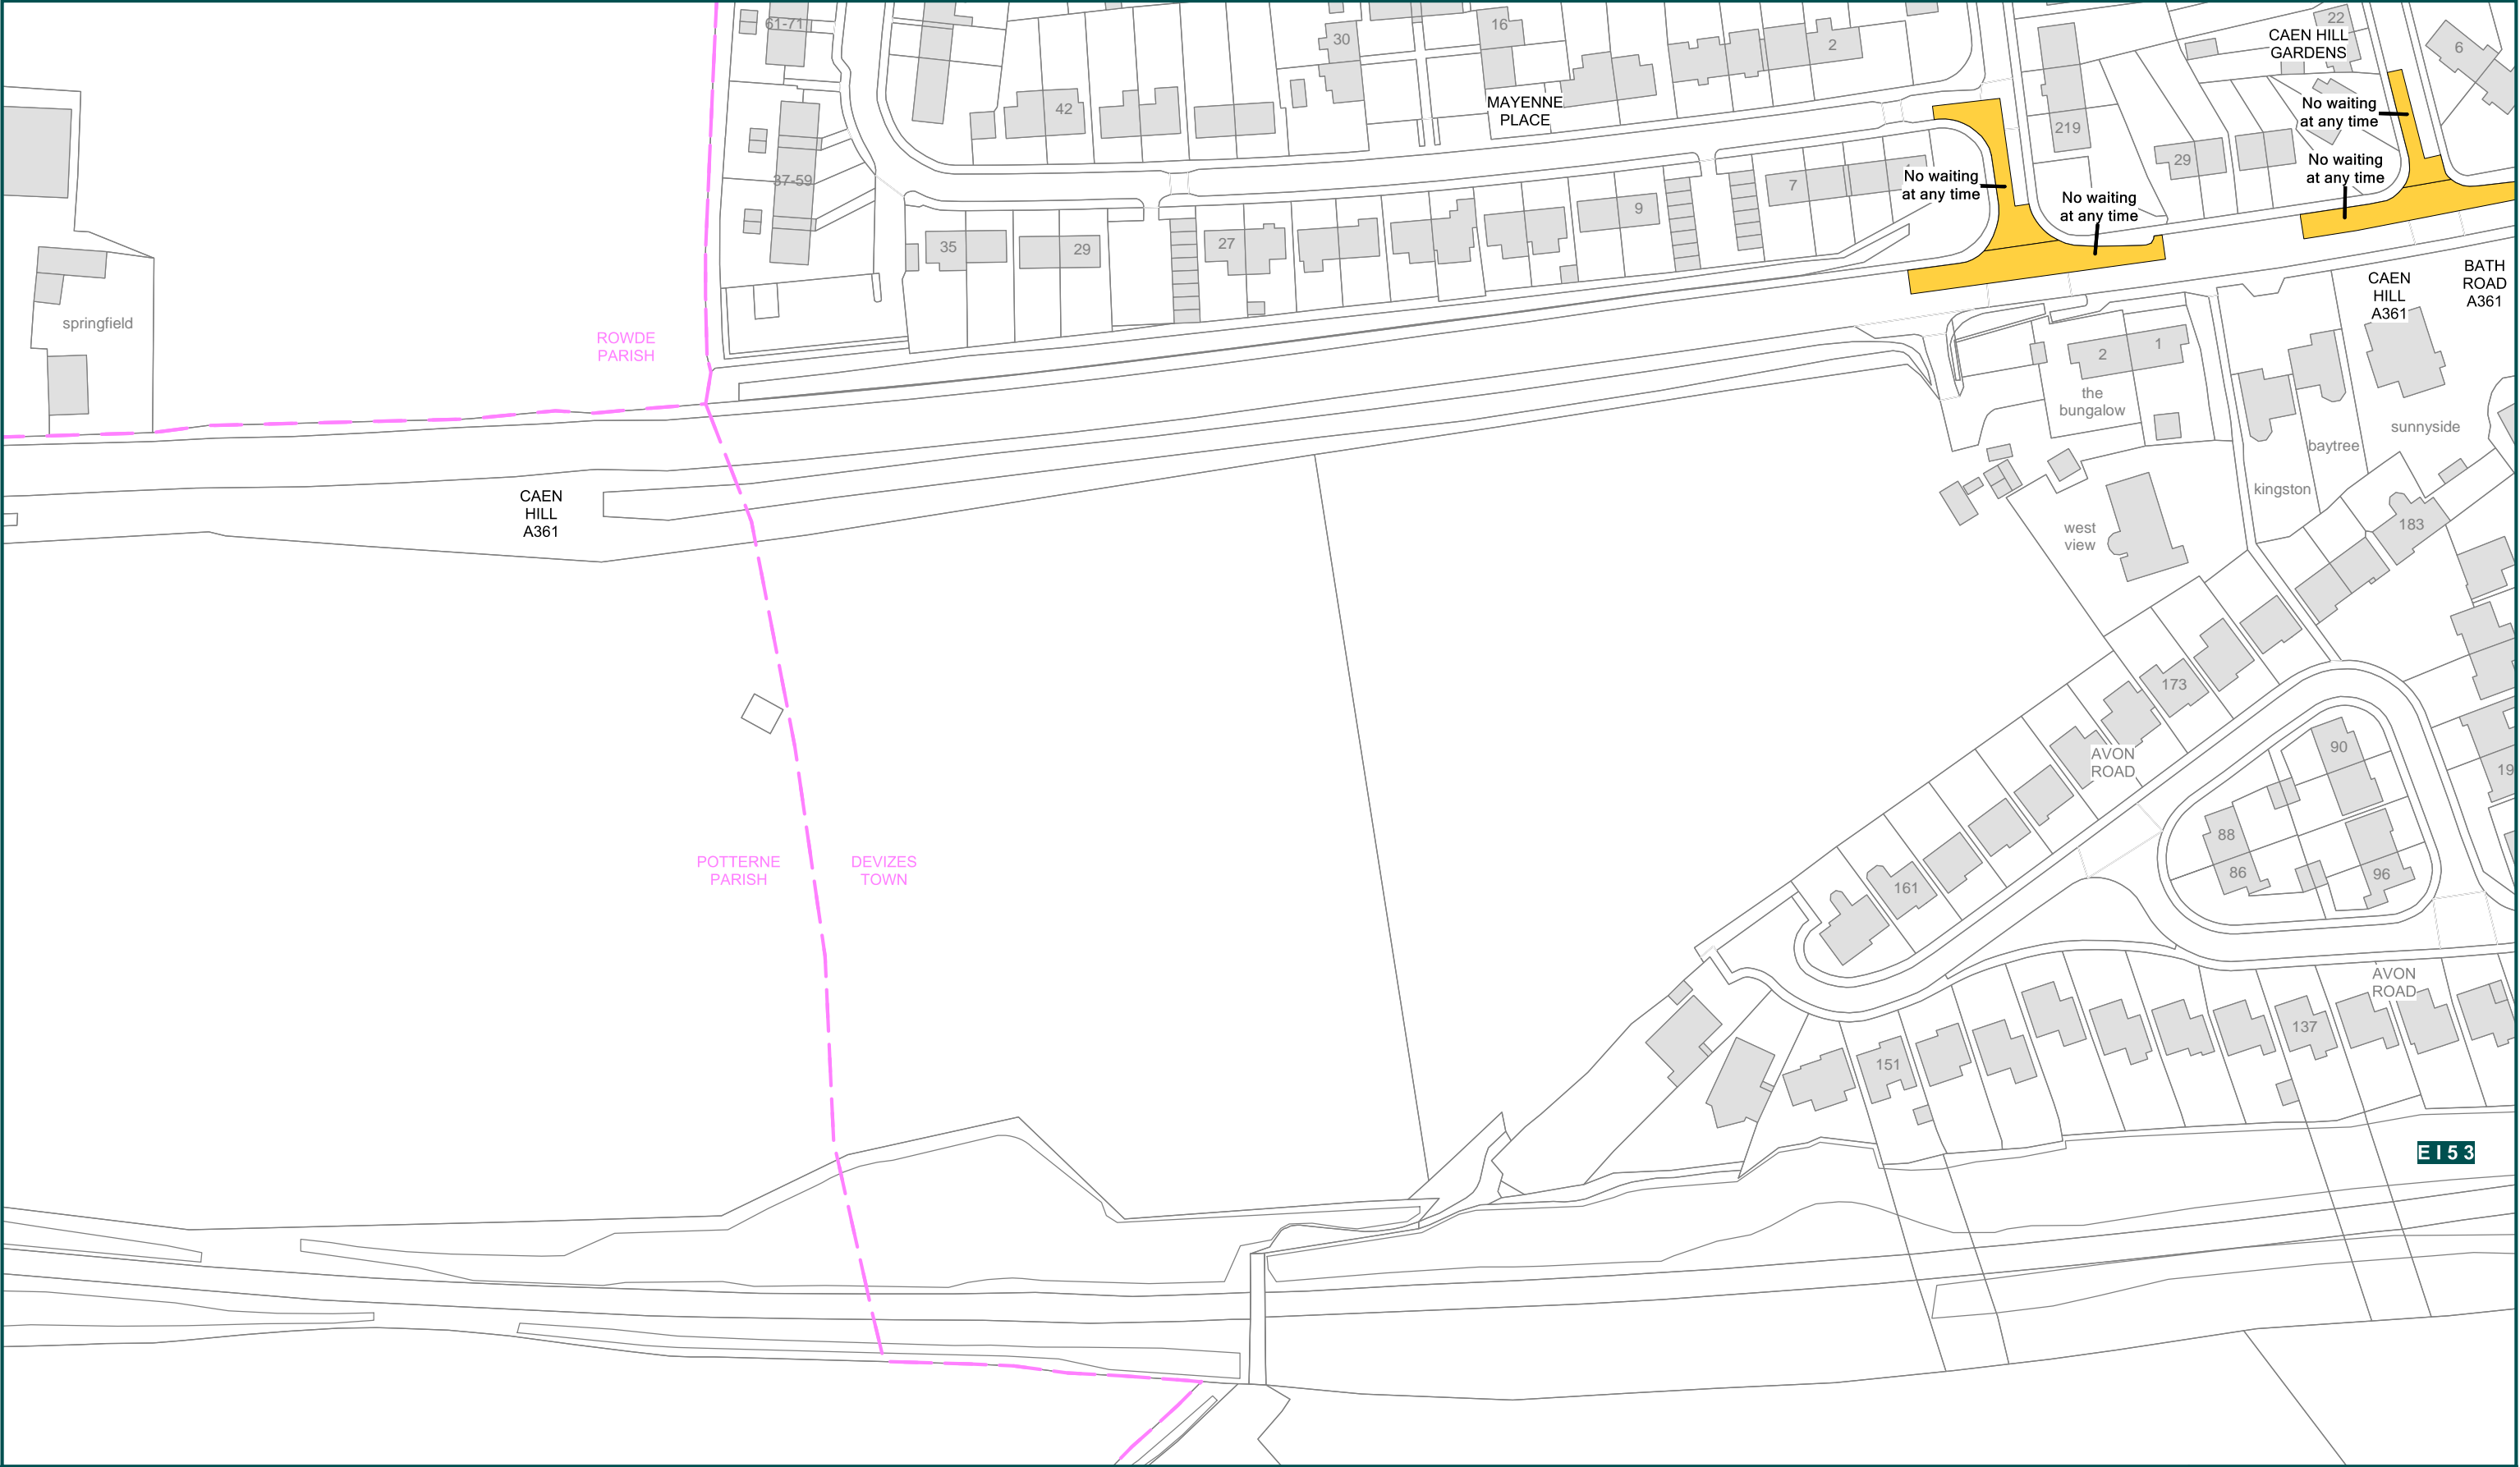 61-71
30
16
2
22
CAEN HILL
GARDENS
6
42
MAYENNE
PLACE
No waiting
at any time
219
29
No waiting
at any time
37-59
7
No waiting
at any time
No waiting
at any time
9
35
29
27
springfield
ROWDE
PARISH
CAEN
HILL
A361
BATH
ROAD
A361
2
1
the
bungalow
sunnyside
baytree
kingston
CAEN
HILL
A361
west
view
183
173
AVON
ROAD
90
19
88
86
96
161
POTTERNE
PARISH
DEVIZES
TOWN
AVON
ROAD
137
151
EI53